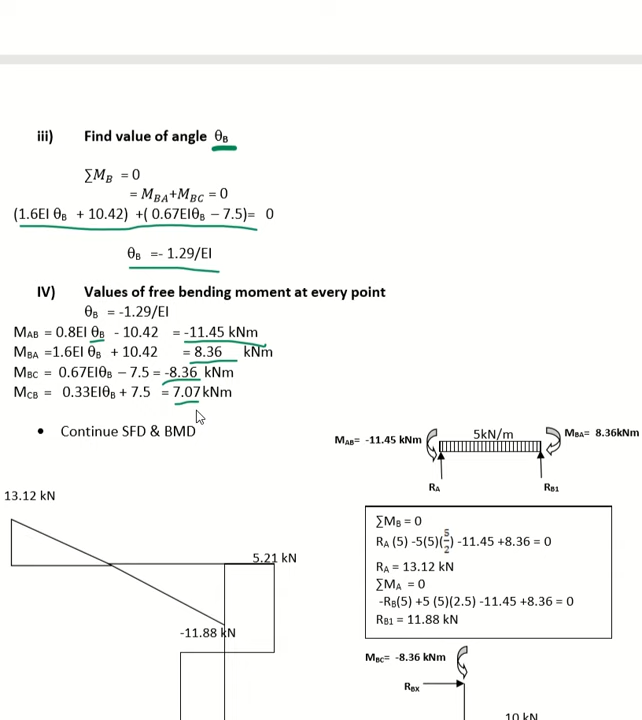 iii) Find value of angle θB
∑MB = 0
= MBA+MBC = 0
(1.6EI θB + 10.42) +( 0.67EIθB – 7.5)= 0
θB =- 1.29/EI
IV) Values of free bending moment at every point
θB = -1.29/EI
MAB = 0.8EI θB - 10.42 = -11.45 kNm
MBA =1.6EI θB + 10.42 = 8.36 kNm
MBC = 0.67EIθB – 7.5 = -8.36 kNm
MCB = 0.33EIθB + 7.5 = 7.07 kNm
• Continue SFD & BMD
MAB= -11.45 kNm
5kN/m
MBA= 8.36kNm
RA
RB1
13.12 kN
5.21 kN
-11.88 kN
∑MB = 0
RA (5) -5(5)(5/2) -11.45 +8.36 = 0
RA = 13.12 kN
∑MA = 0
-RB(5) +5 (5)(2.5) -11.45 +8.36 = 0
RB1 = 11.88 kN
MBC= -8.36 kNm
RBX
10 kN